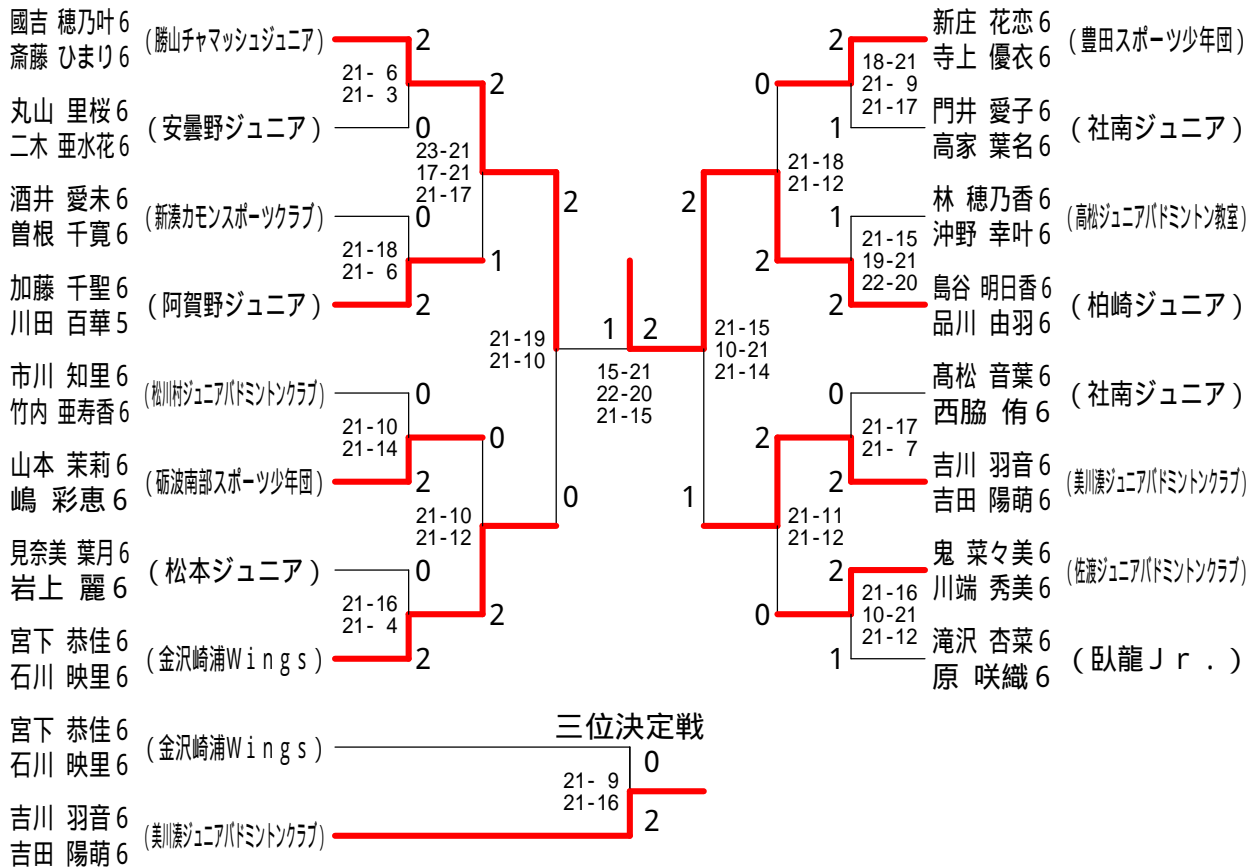 國吉 穂乃叶6
斎藤 ひまり6
(勝山チャマッシュジュニア)
2
21- 6
21- 3
2
丸山 里桜6
二木 亜水花6
(安曇野ジュニア)
0
23-21
17-21
21-17
酒井 愛未6
曽根 千寛6
(新湊カモンスポーツクラブ)
0
21-18
21- 6
1
加藤 千聖6
川田 百華5
(阿賀野ジュニア)
2
2
21-19
21-10
市川 知里6
竹内 亜寿香6
(松川村ジュニアバドミントンクラブ)
0
21-10
21-14
0
山本 茉莉6
嶋 彩恵6
(砺波南部スポーツ少年団)
2
21-10
21-12
0
見奈美 葉月6
岩上 麗6
(松本ジュニア)
0
21-16
21- 4
2
宮下 恭佳6
石川 映里6
(金沢崎浦Wings)
2
1
2
15-21
22-20
21-15
新庄 花恋6
寺上 優衣6
(豊田スポーツ少年団)
2
18-21
21- 9
21-17
0
門井 愛子6
高家 葉名6
(社南ジュニア)
1
21-18
21-12
林 穂乃香6
沖野 幸叶6
(高松ジュニアバドミントン教室)
1
21-15
19-21
22-20
2
島谷 明日香6
品川 由羽6
(柏崎ジュニア)
2
2
21-15
10-21
21-14
髙松 音葉6
西脇 侑6
(社南ジュニア)
0
21-17
21- 7
2
吉川 羽音6
吉田 陽萌6
(美川湊ジュニアバドミントンクラブ)
2
21-11
21-12
1
鬼 菜々美6
川端 秀美6
(佐渡ジュニアバドミントンクラブ)
2
21-16
10-21
21-12
0
滝沢 杏菜6
原 咲織6
(臥龍Jr.)
1
三位決定戦
宮下 恭佳6
石川 映里6
(金沢崎浦Wings)
0
21- 9
21-16
吉川 羽音6
吉田 陽萌6
(美川湊ジュニアバドミントンクラブ)
2